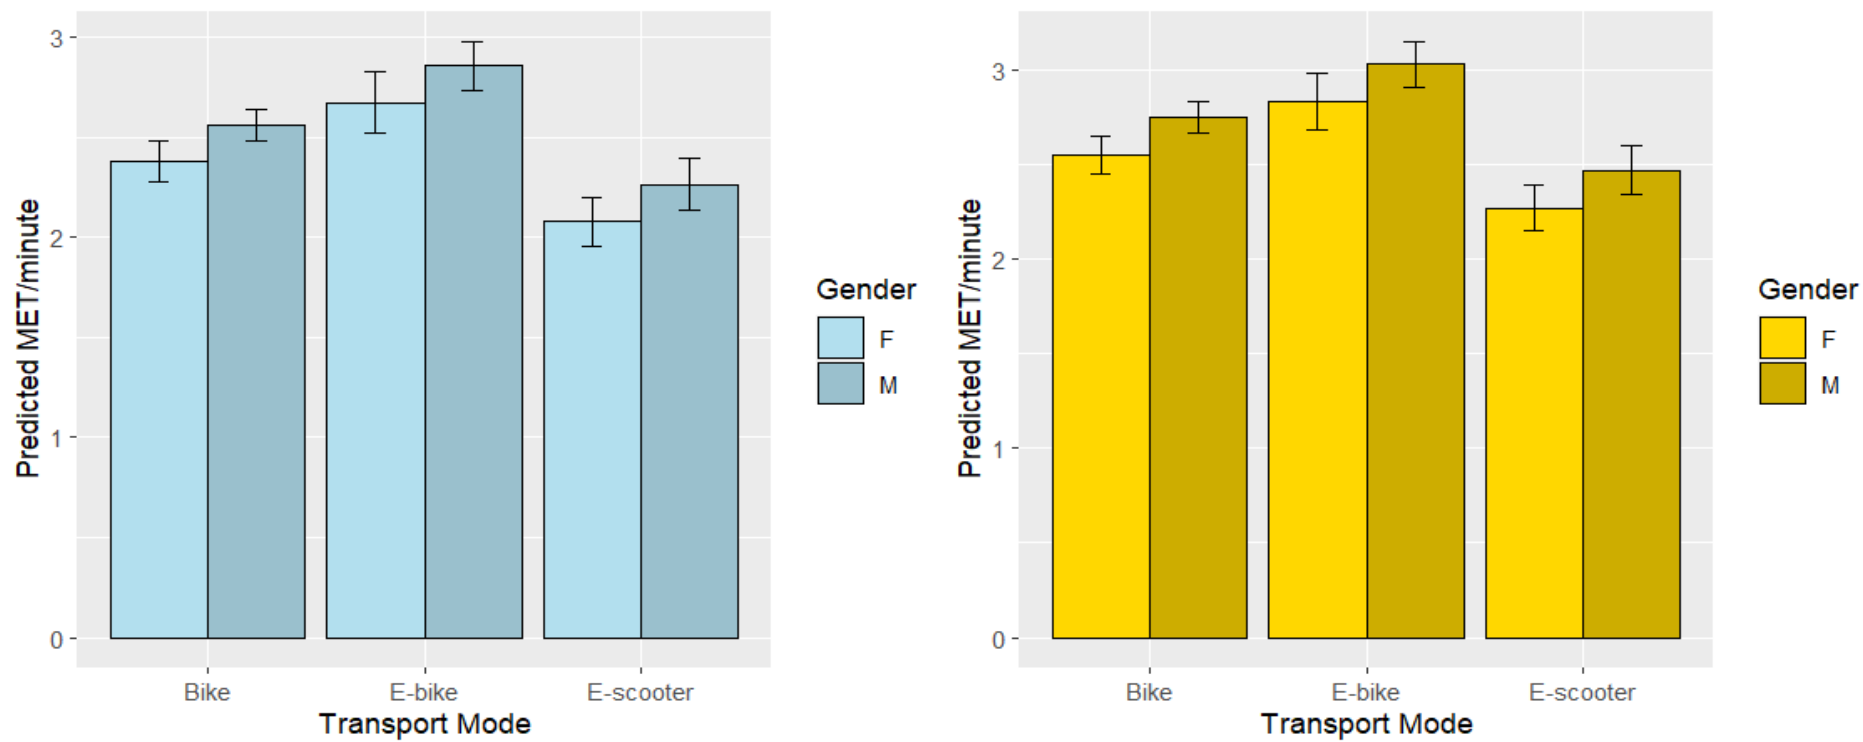 Predicted MET/minute
3
2
1
0
Bike
E-bike
E-scooter
Transport Mode
Gender
F
M
Predicted MET/minute
3
2
1
0
Bike
E-bike
E-scooter
Transport Mode
Gender
F
M